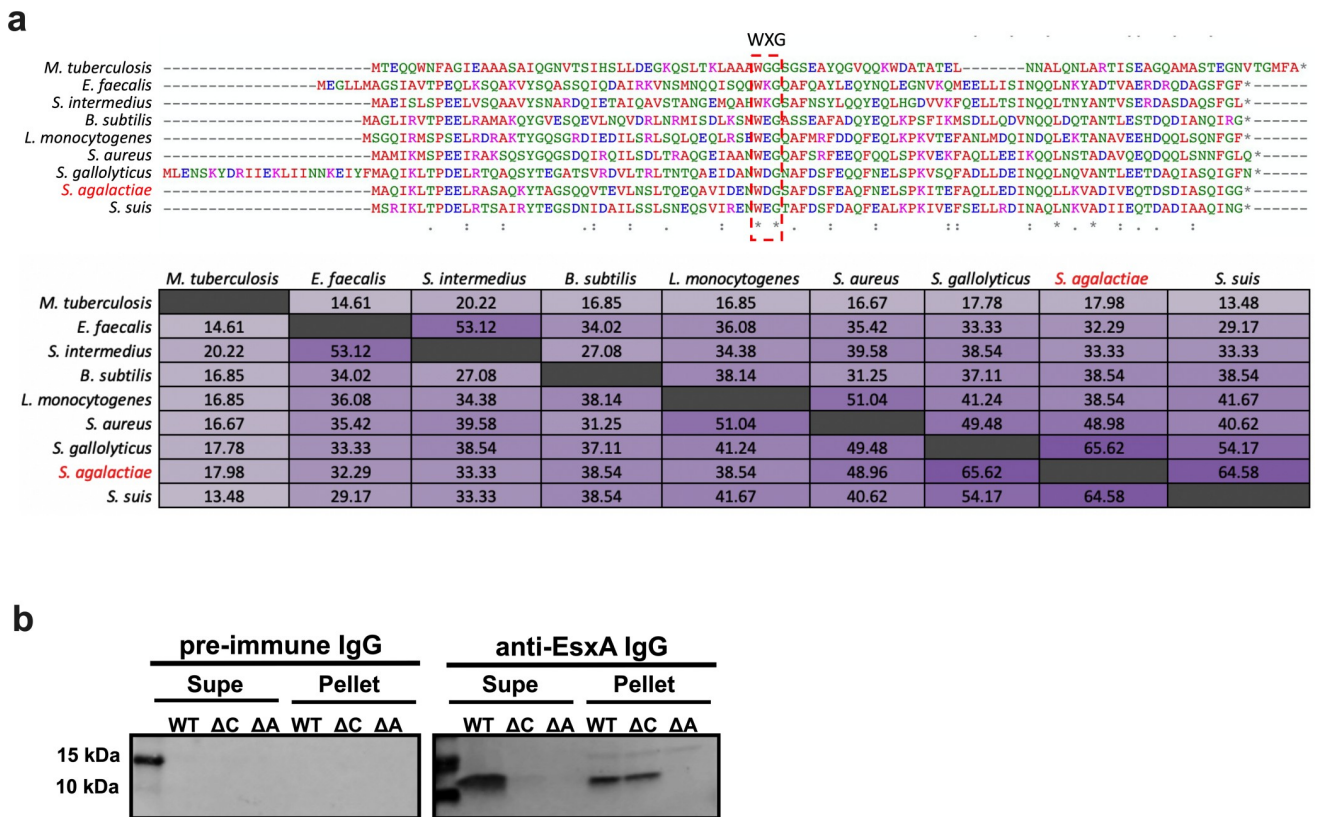 a
WXG
M. tuberculosis --------------------MTEQQWNFAGIEAAASAIQGNVTSIHSLLDEGKQSLTKLAAAWGGSGSEAYQGVQQKWDATATEL-------NNALQNLARTISEAGQAMASTEGNVTGMFA*
E. faecalis ---------------MEGLLMAGSIAVTPEQLKSQAKVYSQASSQIQDAIRKVNSMNQQISQQWKGQAFQAYLEQYNQLEGNVKQMEELLISINQQLNKYADTVAERDRQDAQSFGF*------
S. intermedius --------------------MAEISLSPEELVSQAAVYSNARDQIETAIQAVSTANGEMQAHWKGSAFNSYLQQYEQLHGDVVKFQELLTSINQQLTNYANTVSERDAQDAQSFGL*------
B. subtilis --------------------MAGLIRVTPEELRAMAKQYGVESQEVLNQVDRLNRMISDLKSMWEGASSEAFADQYEQLKPSFIKMSDLLQDVNQQLDQTANTLESTDQDIANQIRG*------
L. monocytogenes --------------------MSGQIRMSPEELRDRAKTYGQSGRDIEDILSRLSQLQEQLRSEWEGQAFMRFDDQFEQLKPKVTEFANLMDQINDQLEKTANAVEEHDQQLSQNFGF*------
S. aureus --------------------MAMIKMSPEEIRAKSQSYGQGSDQIRQILSDLTRAQGEIAANWEGQAFSRFEEQFQQLSPKVEKFAQLLEEIKQQLNSTADAVQEQDQQLSNNFGLQ*-----
S. gallolyticus MLENSKYDRIIEKLIINNKEIYFMAQIKLTPDELRTQAQSYTEGATSVRDVLTRLTNTQAEIDANWDGNAFDSFEAQFNELSPKVSQFAELLEDINQQLNQVANTLEETDQAIASQIGFN*-----
S. agalactiae --------------------MAQIKLTPEELRASAQKYTAGSQQVTEVLNSLTQEQAVIDENWDGSAFDSFEAQFNELSPKITEFAQLLEDINQQLLKVADIVEQTDSDIASQIGG*------
S. suis --------------------MSRIKLTPDELRTSAIRYTEGSDNIDAILSSLSNEQSVIRENWEGTAFDSFDAQFEALKPKIVEFSELLRDINAQLNKVADIIEQTDADIAAQING*------
. : .: . : * * . : : :: * . * : . . :
M. tuberculosis E. faecalis S. intermedius B. subtilis L. monocytogenes S. aureus S. gallolyticus S. agalactiae S. suis
M. tuberculosis 14.61 20.22 16.85 16.85 16.67 17.78 17.98 13.48
E. faecalis 14.61 53.12 34.02 36.08 35.42 33.33 32.29 29.17
S. intermedius 20.22 53.12 27.08 34.38 39.58 38.54 33.33 33.33
B. subtilis 16.85 34.02 27.08 38.14 31.25 37.11 38.54 38.54
L. monocytogenes 16.85 36.08 34.38 38.14 51.04 41.24 38.54 41.67
S. aureus 16.67 35.42 39.58 31.25 51.04 49.48 48.98 40.62
S. gallolyticus 17.78 33.33 38.54 37.11 41.24 49.48 65.62 54.17
S. agalactiae 17.98 32.29 33.33 38.54 38.54 48.96 65.62 64.58
S. suis 13.48 29.17 33.33 38.54 41.67 40.62 54.17 64.58
b
pre-immune IgG anti-EsxA IgG
Supe Pellet Supe Pellet
WT ΔC ΔA WT ΔC ΔA WT ΔC ΔA WT ΔC ΔA
15 kDa
10 kDa